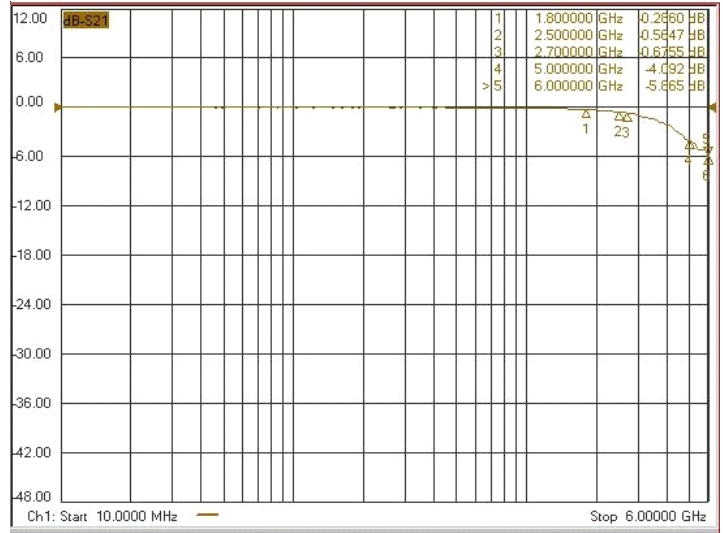 12.00
dB-S21
1 1.800000 GHz -0.2860 dB
2 2.500000 GHz -0.5647 dB
3 2.700000 GHz -0.6755 dB
4 5.000000 GHz -4.092 dB
> 5 6.000000 GHz -5.865 dB
6.00
0.00
1
23
-6.00
4
5
6
-12.00
-18.00
-24.00
-30.00
-36.00
-42.00
-48.00
Ch1: Start 10.0000 MHz
Stop 6.00000 GHz